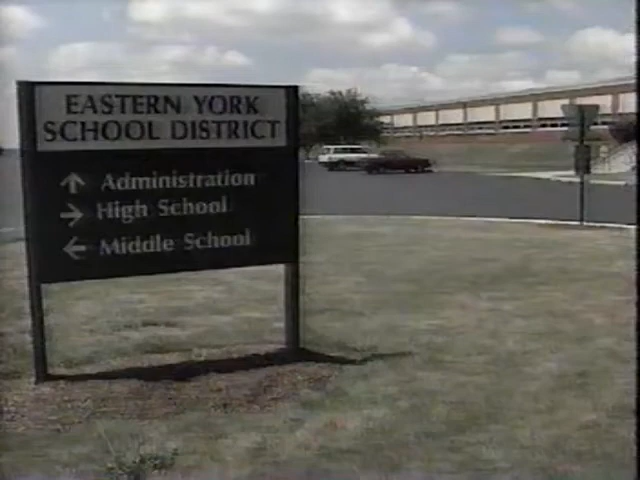 EASTERN YORK
SCHOOL DISTRICT
↑ Administration
→ High School
← Middle School